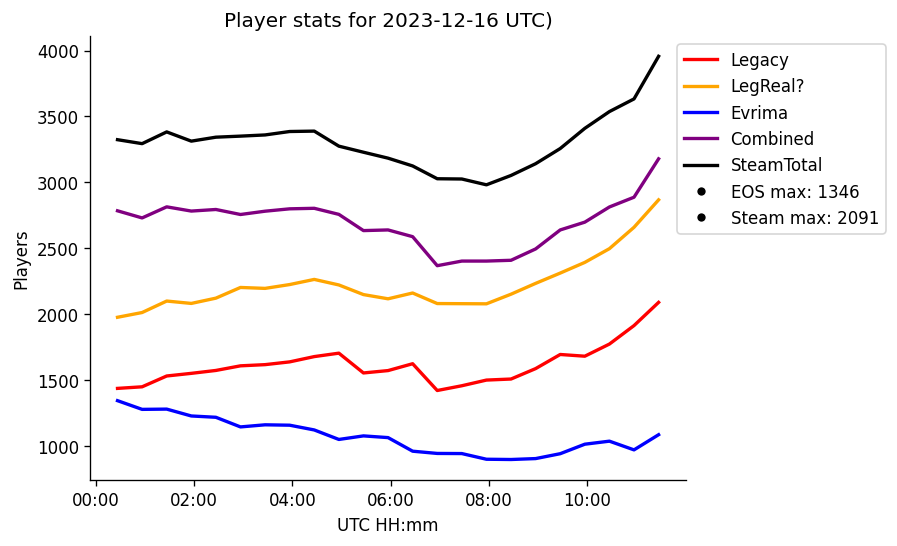 Player stats for 2023-12-16 UTC)
4000
3500
3000
2500
2000
1500
1000
Players
00:00 02:00 04:00 06:00 08:00 10:00
UTC HH:mm
Legacy
LegReal?
Evrima
Combined
SteamTotal
EOS max: 1346
Steam max: 2091